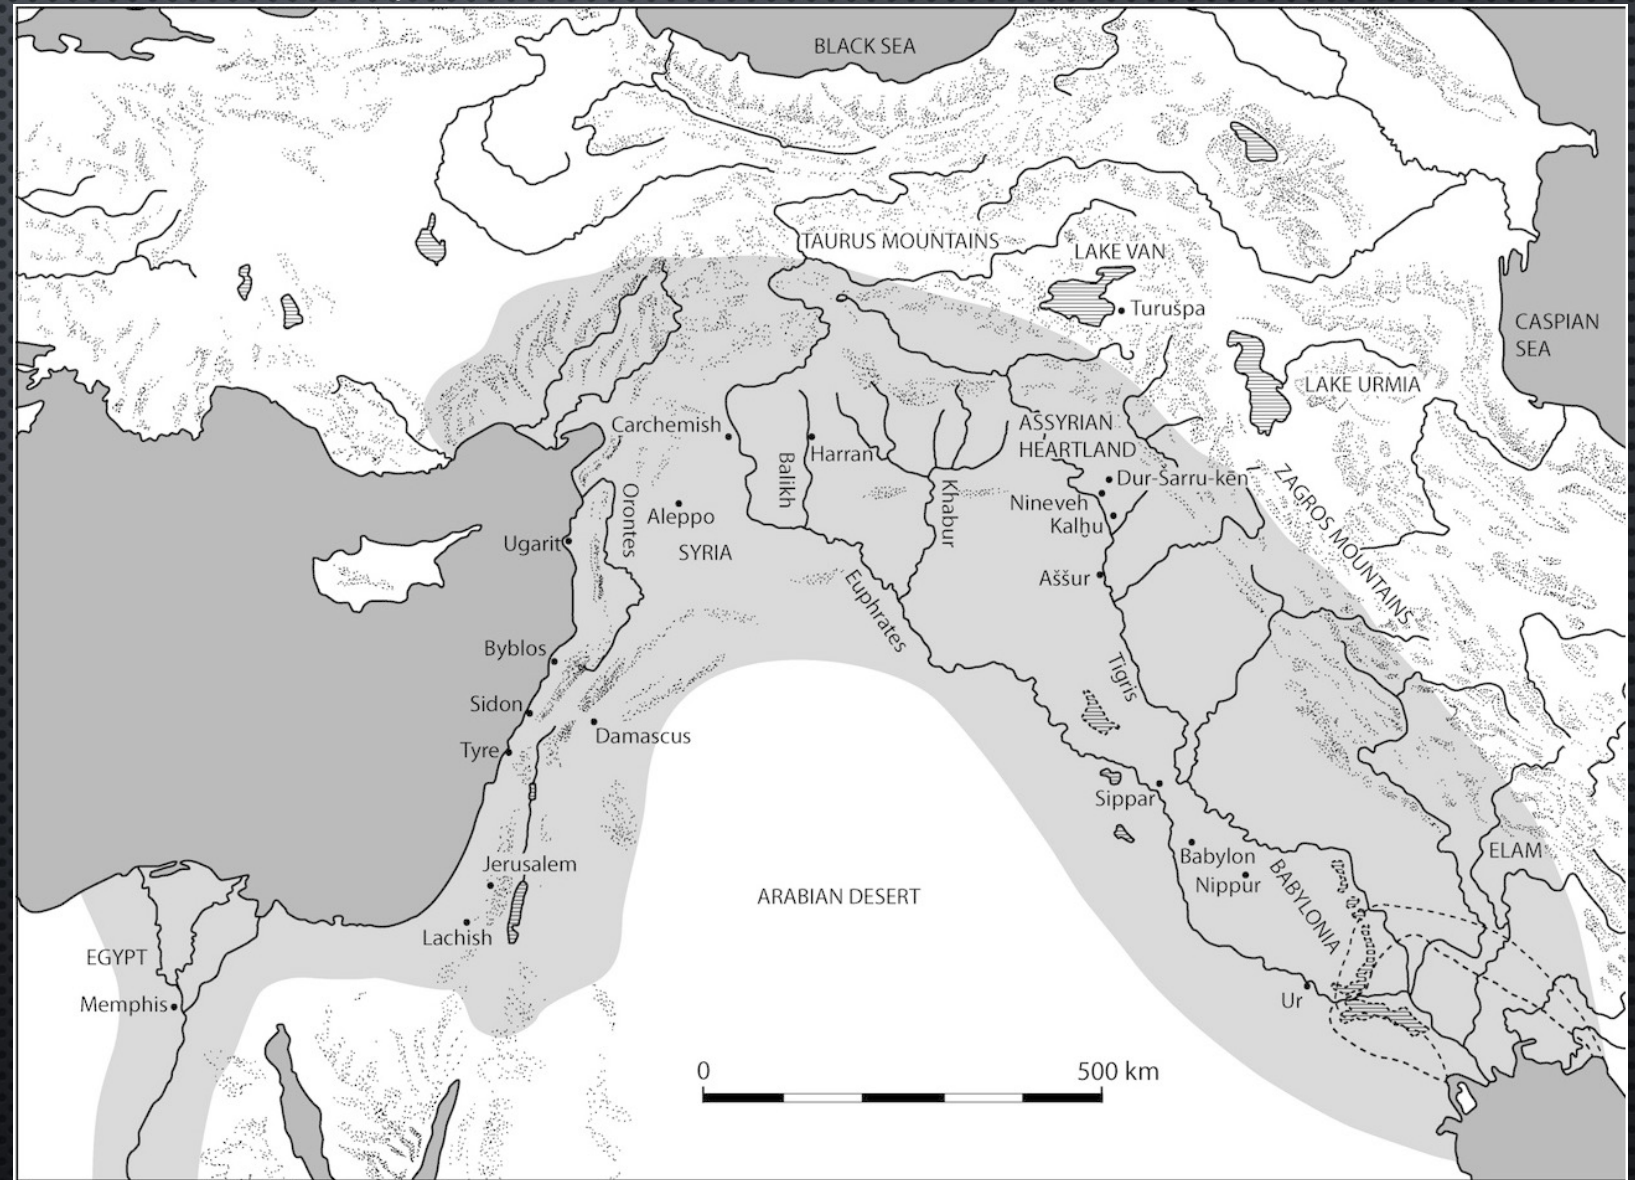 BLACK SEA
TAURUS MOUNTAINS
LAKE VAN
Turušpa
CASPIAN
SEA
LAKE URMIA
Carchemish
Harran
ASSYRIAN
HEARTLAND
Balikh
Khabur
Dur-Šarru-kēn
Nineveh
Kalḫu
ZAGROS MOUNTAINS
Orontes
Aleppo
Ugarit
SYRIA
Aššur
Euphrates
Byblos
Tigris
Sidon
Damascus
Tyre
Sippar
Jerusalem
Babylon
ELAM
Nippur
BABYLONIA
ARABIAN DESERT
Lachish
EGYPT
Memphis
Ur
0
500 km